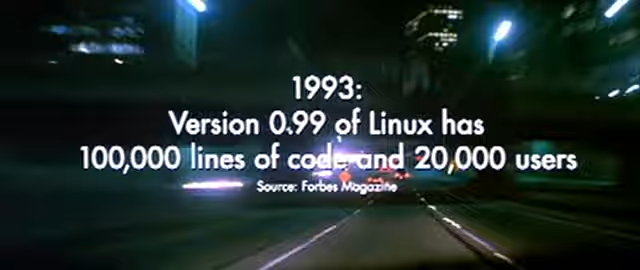 1993:
Version 0.99 of Linux has
100,000 lines of code and 20,000 users
Source: Forbes Magazine